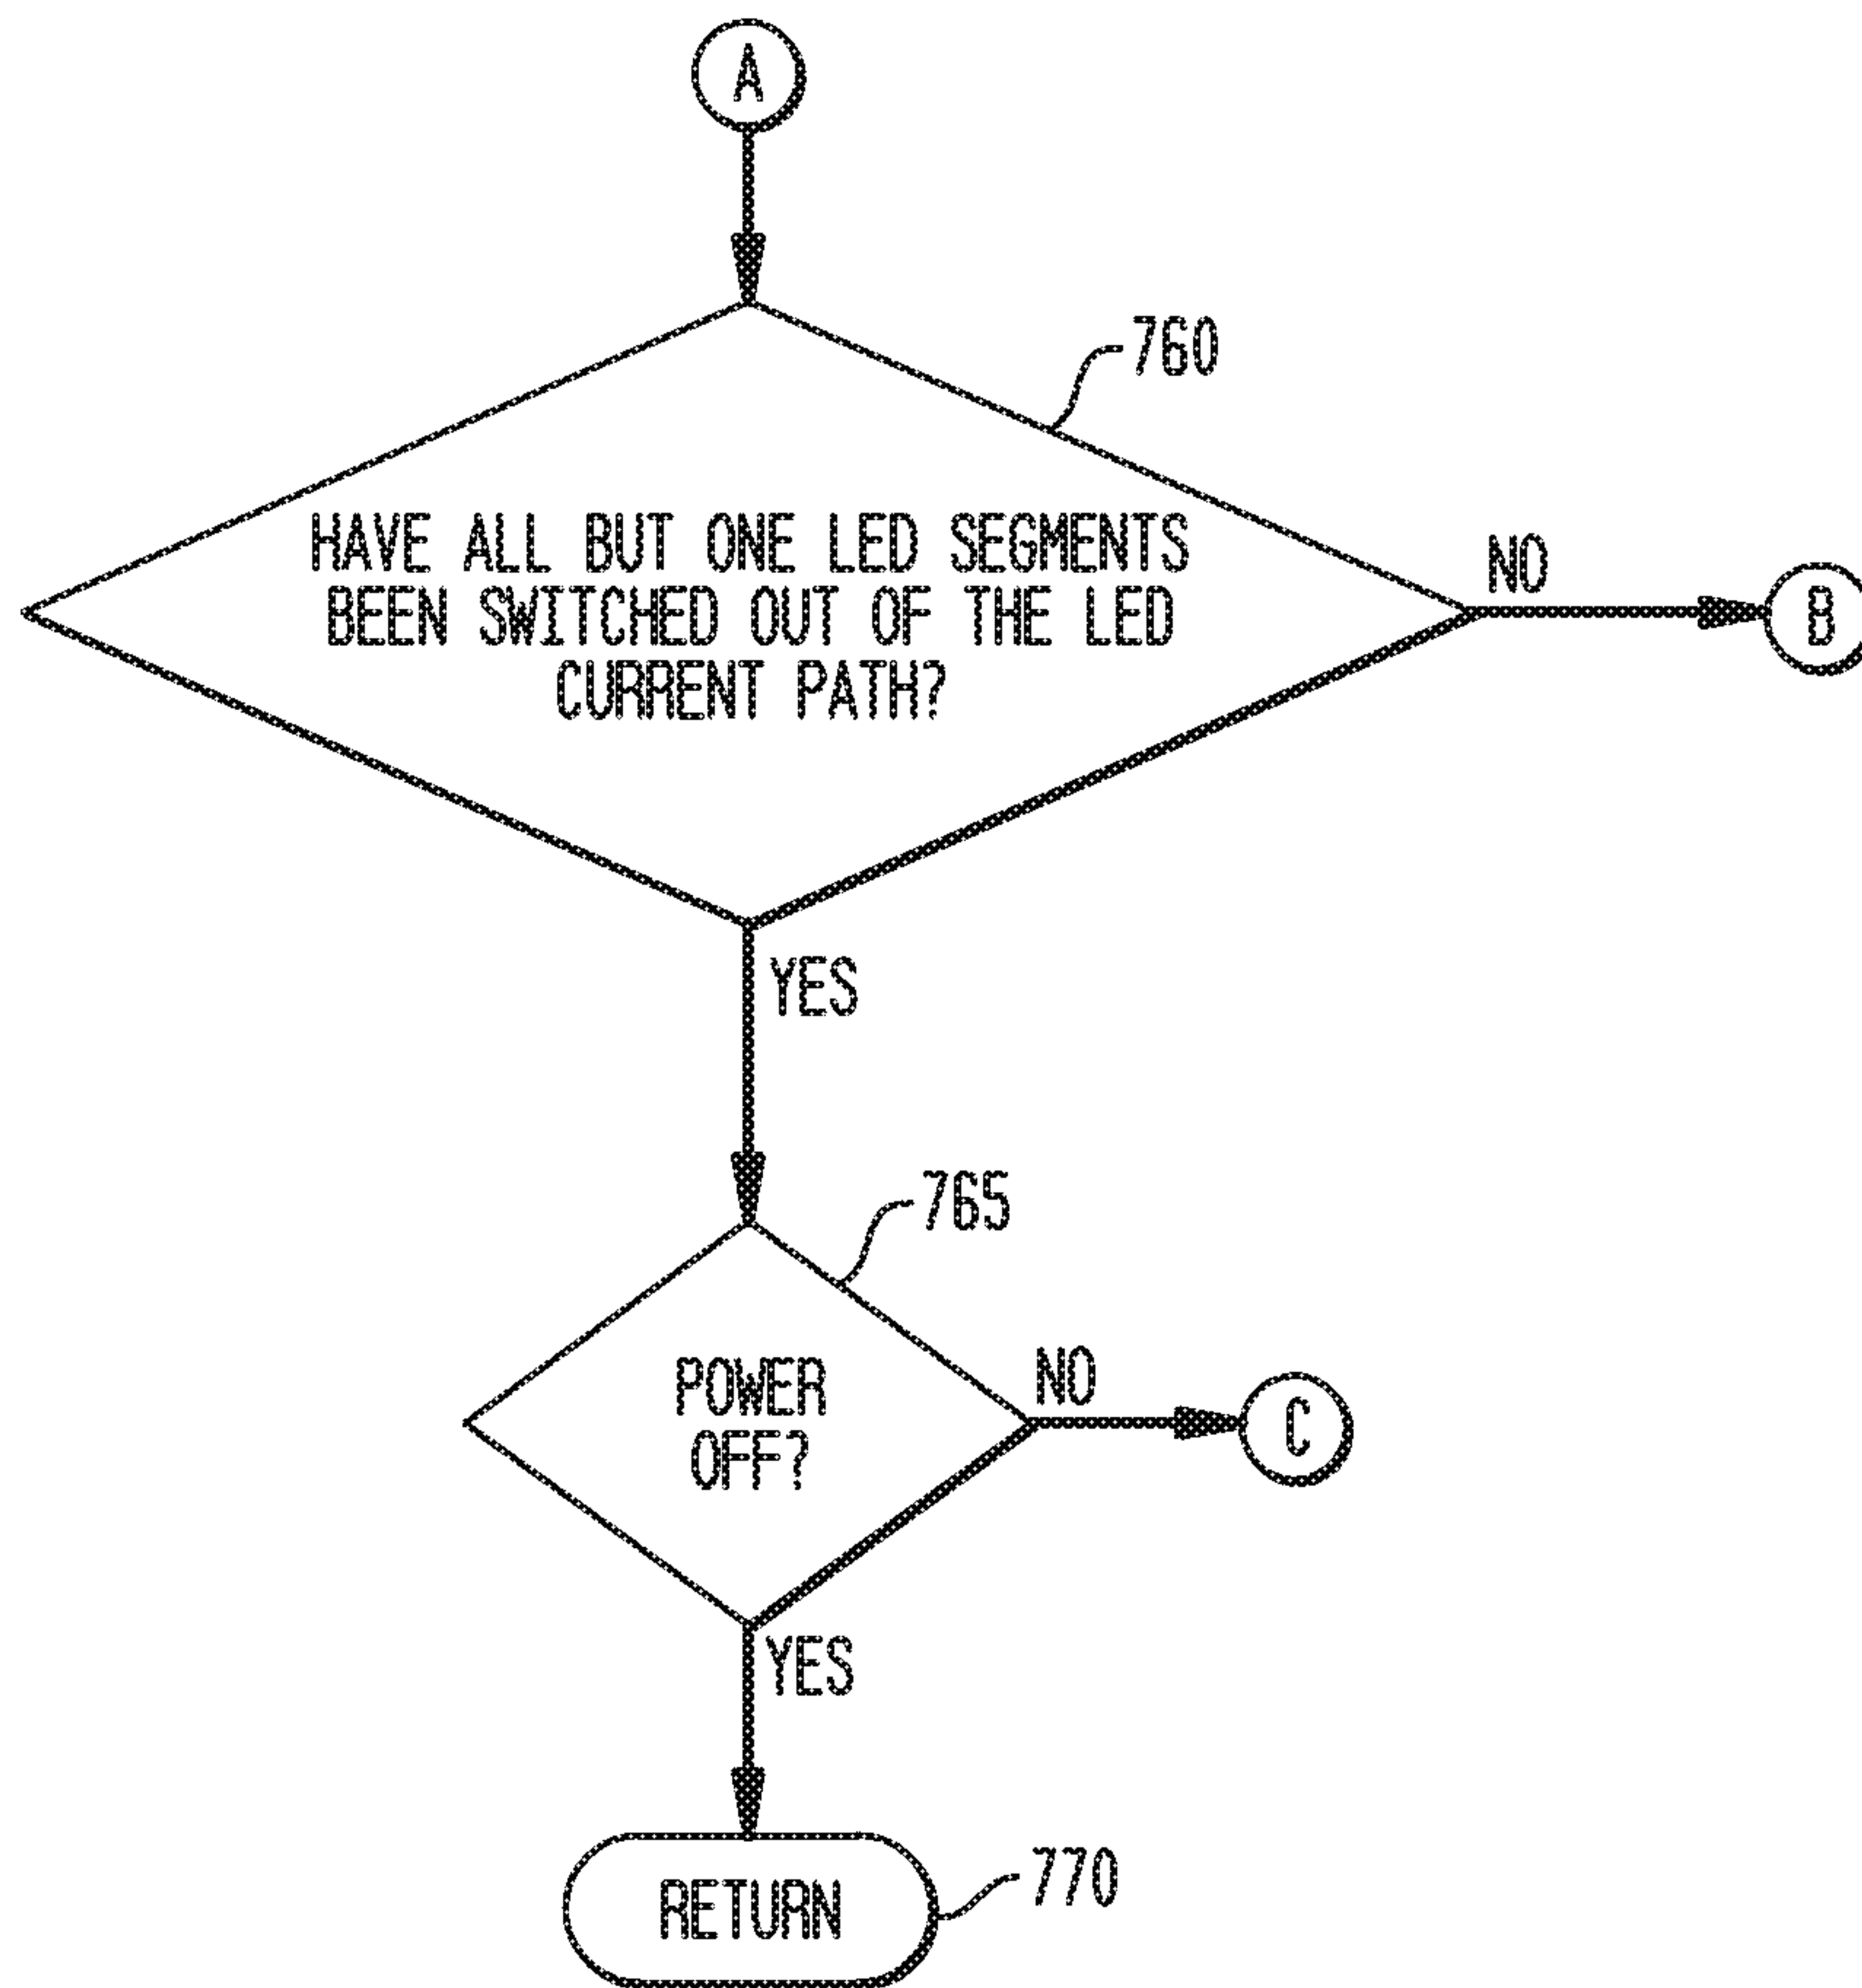 A
760
HAVE ALL BUT ONE LED SEGMENTS
BEEN SWITCHED OUT OF THE LED
CURRENT PATH?
NO
B
YES
765
POWER
OFF?
NO
C
YES
RETURN
770